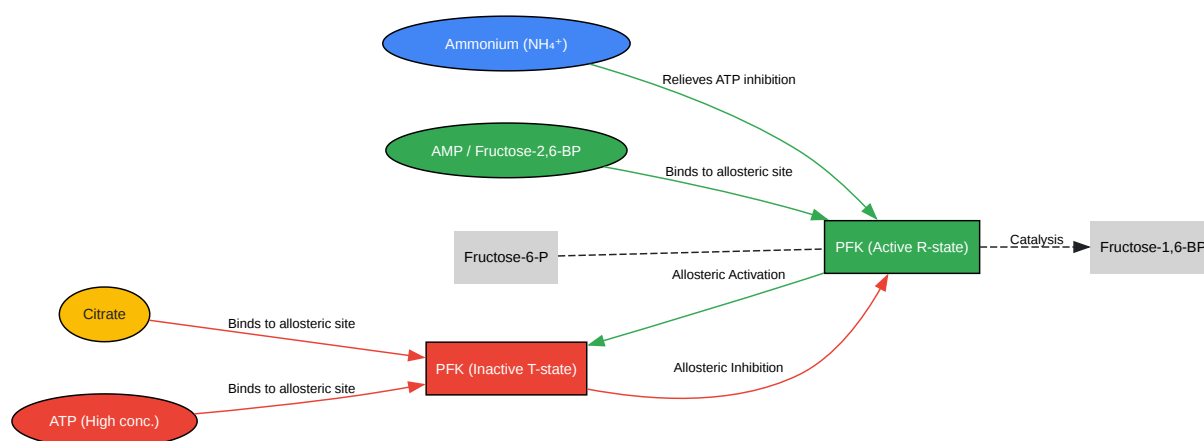 Ammonium (NH₄⁺)
Relieves ATP inhibition
AMP / Fructose-2,6-BP
Binds to allosteric site
PFK (Active R-state)
Catalysis
Fructose-1,6-BP
Fructose-6-P
Allosteric Activation
Citrate
Binds to allosteric site
PFK (Inactive T-state)
Allosteric Inhibition
Binds to allosteric site
ATP (High conc.)